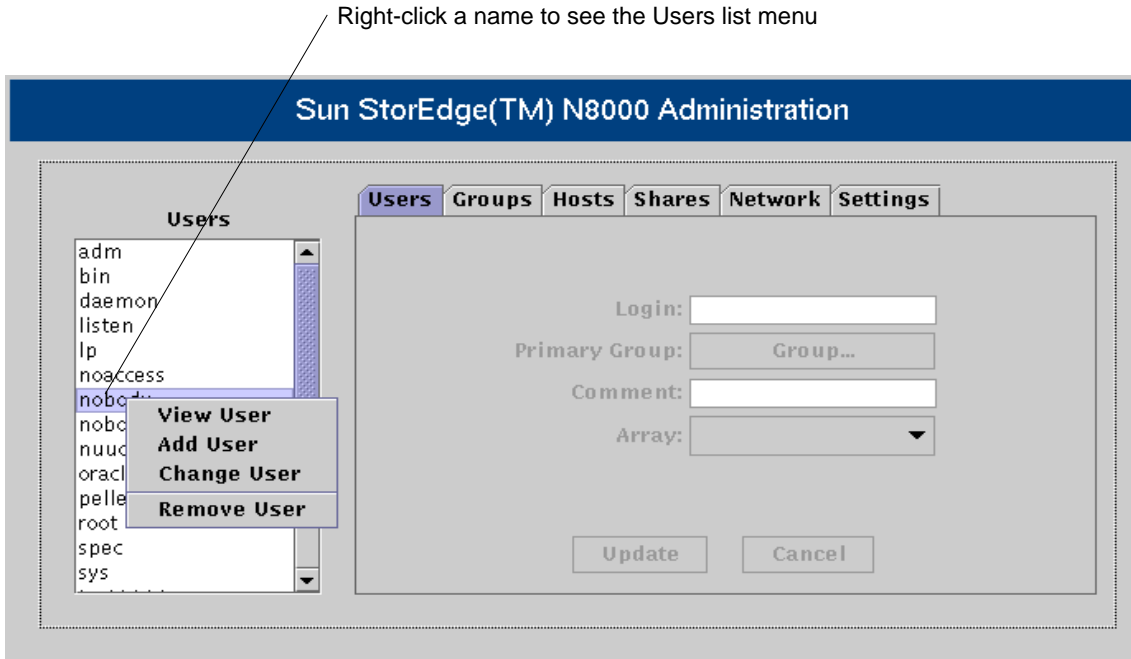 Right-click a name to see the Users list menu
Sun StorEdge(TM) N8000 Administration
Users
adm
bin
daemon
listen
lp
noaccess
nobody
View User
Add User
Change User
Remove User
root
spec
sys
Users Groups Hosts Shares Network Settings
Login:
Primary Group: Group...
Comment:
Array:
Update Cancel